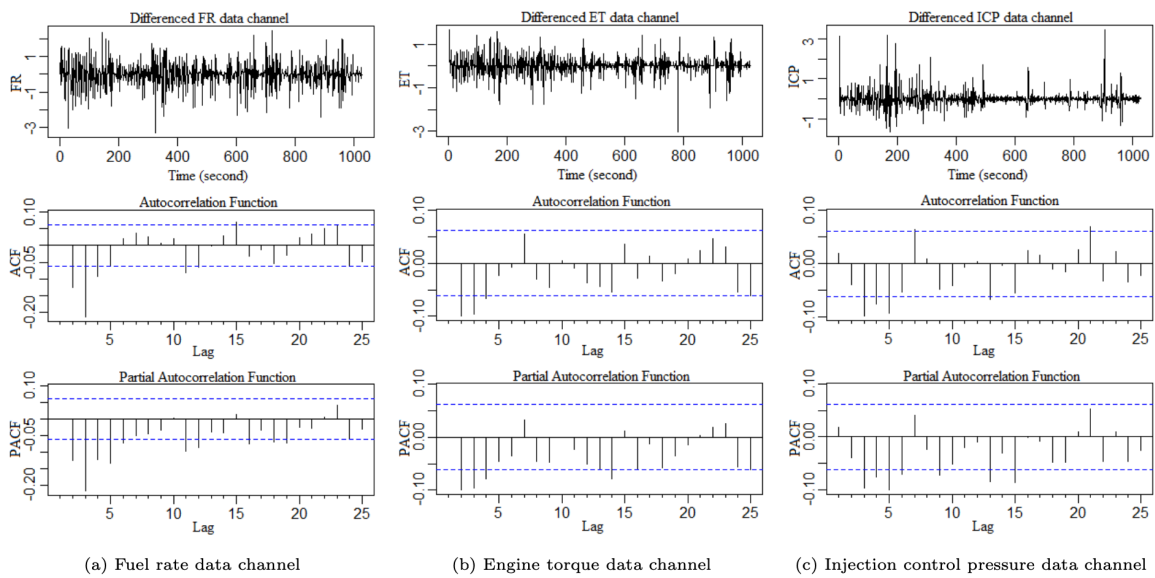 Differenced FR data channel
FR
1
-1
-3
0 200 400 600 800 1000
Time (second)
Autocorrelation Function
ACF
0.10
-0.05
-0.20
5 10 15 20 25
Lag
Partial Autocorrelation Function
PACF
0.10
-0.05
-0.20
5 10 15 20 25
Lag
(a) Fuel rate data channel
Differenced ET data channel
ET
1
-1
-3
0 200 400 600 800 1000
Time (second)
Autocorrelation Function
ACF
0.10
0.00
-0.10
5 10 15 20 25
Lag
Partial Autocorrelation Function
PACF
0.10
0.00
-0.10
5 10 15 20 25
Lag
(b) Engine torque data channel
Differenced ICP data channel
ICP
3
1
-1
0 200 400 600 800 1000
Time (second)
Autocorrelation Function
ACF
0.10
0.00
-0.10
5 10 15 20 25
Lag
Partial Autocorrelation Function
PACF
0.10
0.00
-0.10
5 10 15 20 25
Lag
(c) Injection control pressure data channel